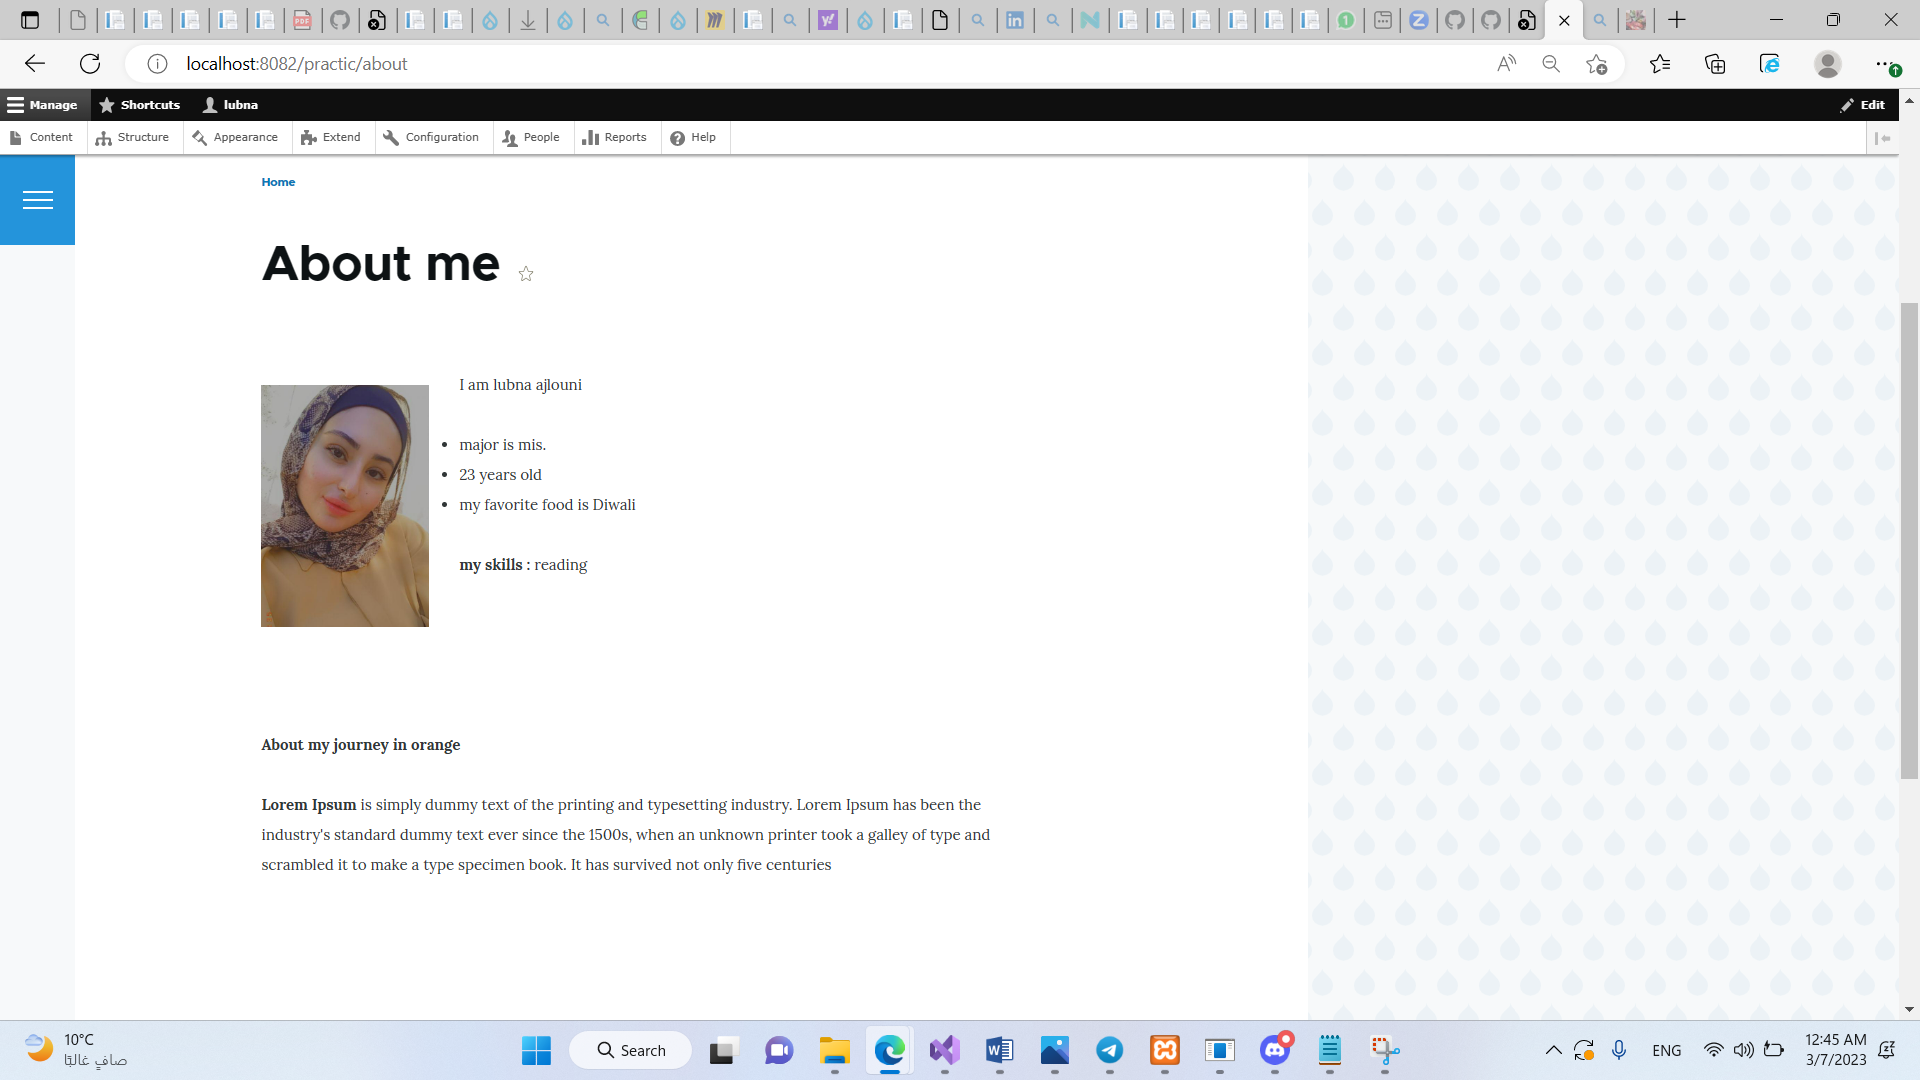 localhost:8082/practic/about
Manage
Shortcuts
lubna
Edit
Content
Structure
Appearance
Extend
Configuration
People
Reports
Help
Home
About me
I am lubna ajlouni
major is mis.
23 years old
my favorite food is Diwali
my skills : reading
About my journey in orange
Lorem Ipsum is simply dummy text of the printing and typesetting industry. Lorem Ipsum has been the
industry's standard dummy text ever since the 1500s, when an unknown printer took a galley of type and
scrambled it to make a type specimen book. It has survived not only five centuries
10°C
صافٍ غالبًا
Search
ENG
12:45 AM
3/7/2023